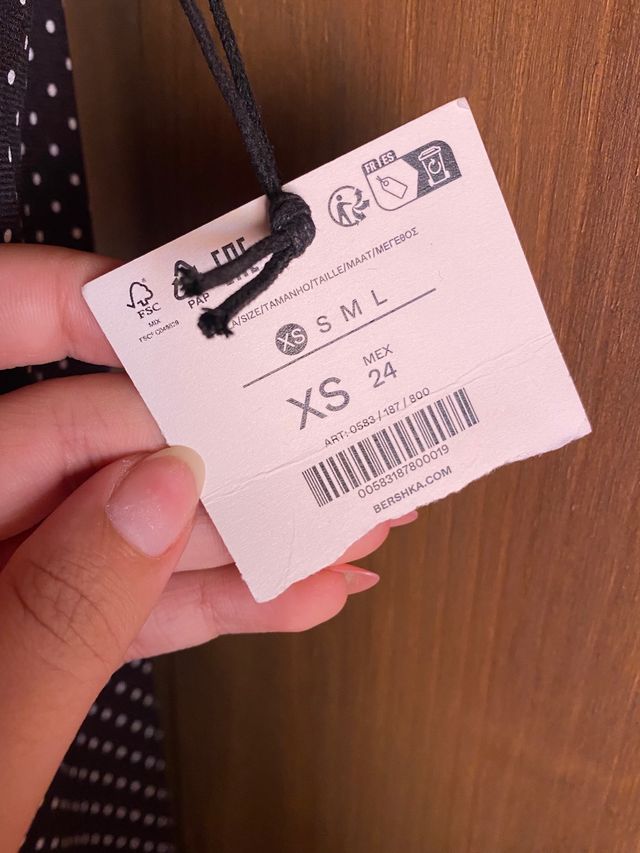 FR | ES
EAC
FSC
MIX
PAP
/SIZE/TAMANHO/TAILLE/MAAT/ΜΕΓΕΘΟΣ
XS S M L
XS
MEX
24
ART: 0583 / 187 / 800
00583187800019
BERSHKA.COM